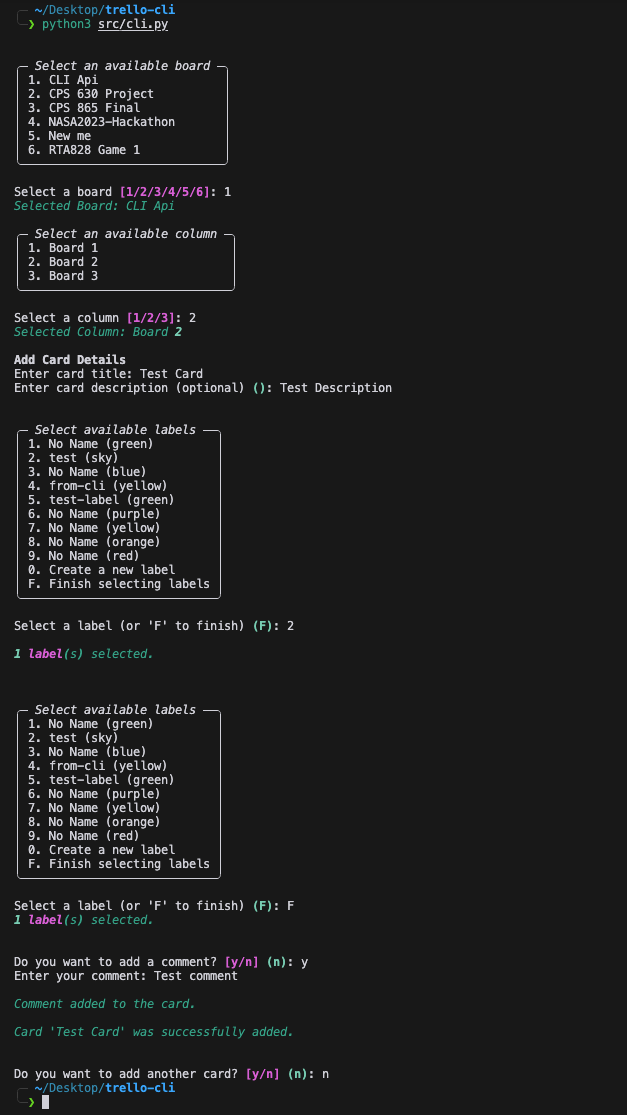 ~/Desktop/trello-cli
❯ python3 src/cli.py
Select an available board
1. CLI Api
2. CPS 630 Project
3. CPS 865 Final
4. NASA2023-Hackathon
5. New me
6. RTA828 Game 1
Select a board [1/2/3/4/5/6]: 1
Selected Board: CLI Api
Select an available column
1. Board 1
2. Board 2
3. Board 3
Select a column [1/2/3]: 2
Selected Column: Board 2
Add Card Details
Enter card title: Test Card
Enter card description (optional) (): Test Description
Select available labels
1. No Name (green)
2. test (sky)
3. No Name (blue)
4. from-cli (yellow)
5. test-label (green)
6. No Name (purple)
7. No Name (yellow)
8. No Name (orange)
9. No Name (red)
0. Create a new label
F. Finish selecting labels
Select a label (or 'F' to finish) (F): 2
1 label(s) selected.
Select available labels
1. No Name (green)
2. test (sky)
3. No Name (blue)
4. from-cli (yellow)
5. test-label (green)
6. No Name (purple)
7. No Name (yellow)
8. No Name (orange)
9. No Name (red)
0. Create a new label
F. Finish selecting labels
Select a label (or 'F' to finish) (F): F
1 label(s) selected.
Do you want to add a comment? [y/n] (n): y
Enter your comment: Test comment
Comment added to the card.
Card 'Test Card' was successfully added.
Do you want to add another card? [y/n] (n): n
~/Desktop/trello-cli
❯